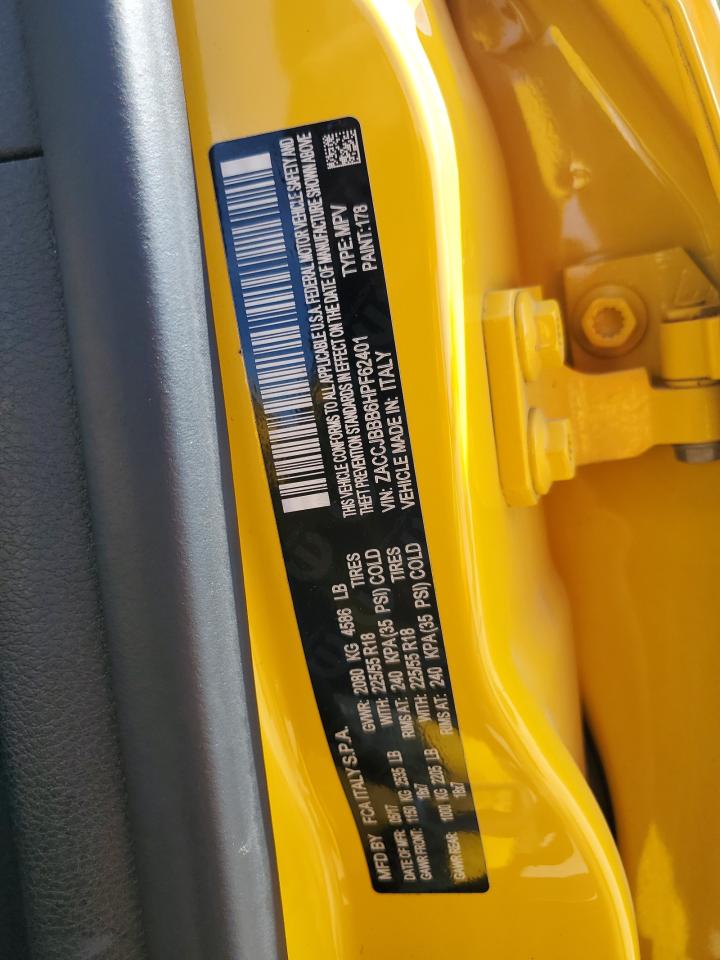 MFD BY FCA ITALY S.P.A. GVWR: 2080 KG 4586 LB
DATE OF MFR: 05/17 WITH: 225/55 R18 TIRES
GAWR FRONT: 1150 KG 2535 LB RIMS AT: 240 KPA(35 PSI) COLD
18x7 WITH: 225/55 R18 TIRES
GAWR REAR: 1000 KG 2205 LB RIMS AT: 240 KPA(35 PSI) COLD
18x7
THIS VEHICLE CONFORMS TO ALL APPLICABLE U.S.A. FEDERAL MOTOR VEHICLE SAFETY AND
THEFT PREVENTION STANDARDS IN EFFECT ON THE DATE OF MANUFACTURE SHOWN ABOVE
VIN: ZACCJBBB6HPF62401 TYPE: MPV
VEHICLE MADE IN: ITALY PAINT: 178